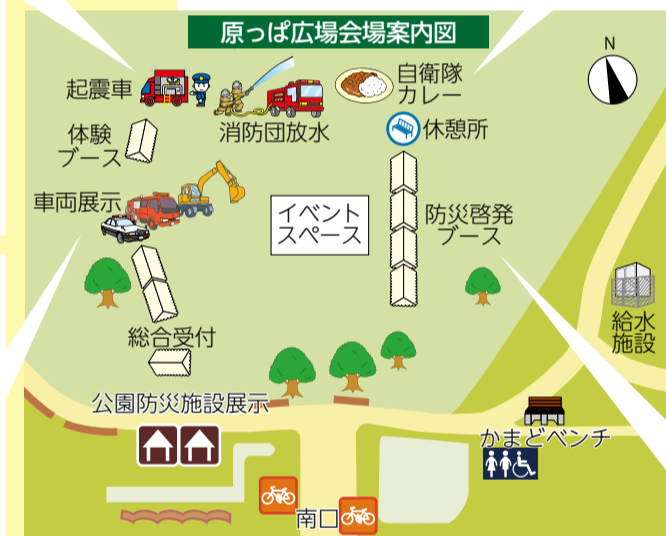 原っぱ広場会場案内図
N
起震車
消防団放水
自衛隊
カレー
休憩所
体験
ブース
車両展示
イベント
スペース
防災啓発
ブース
総合受付
給水
施設
公園防災施設展示
かまどベンチ
南口